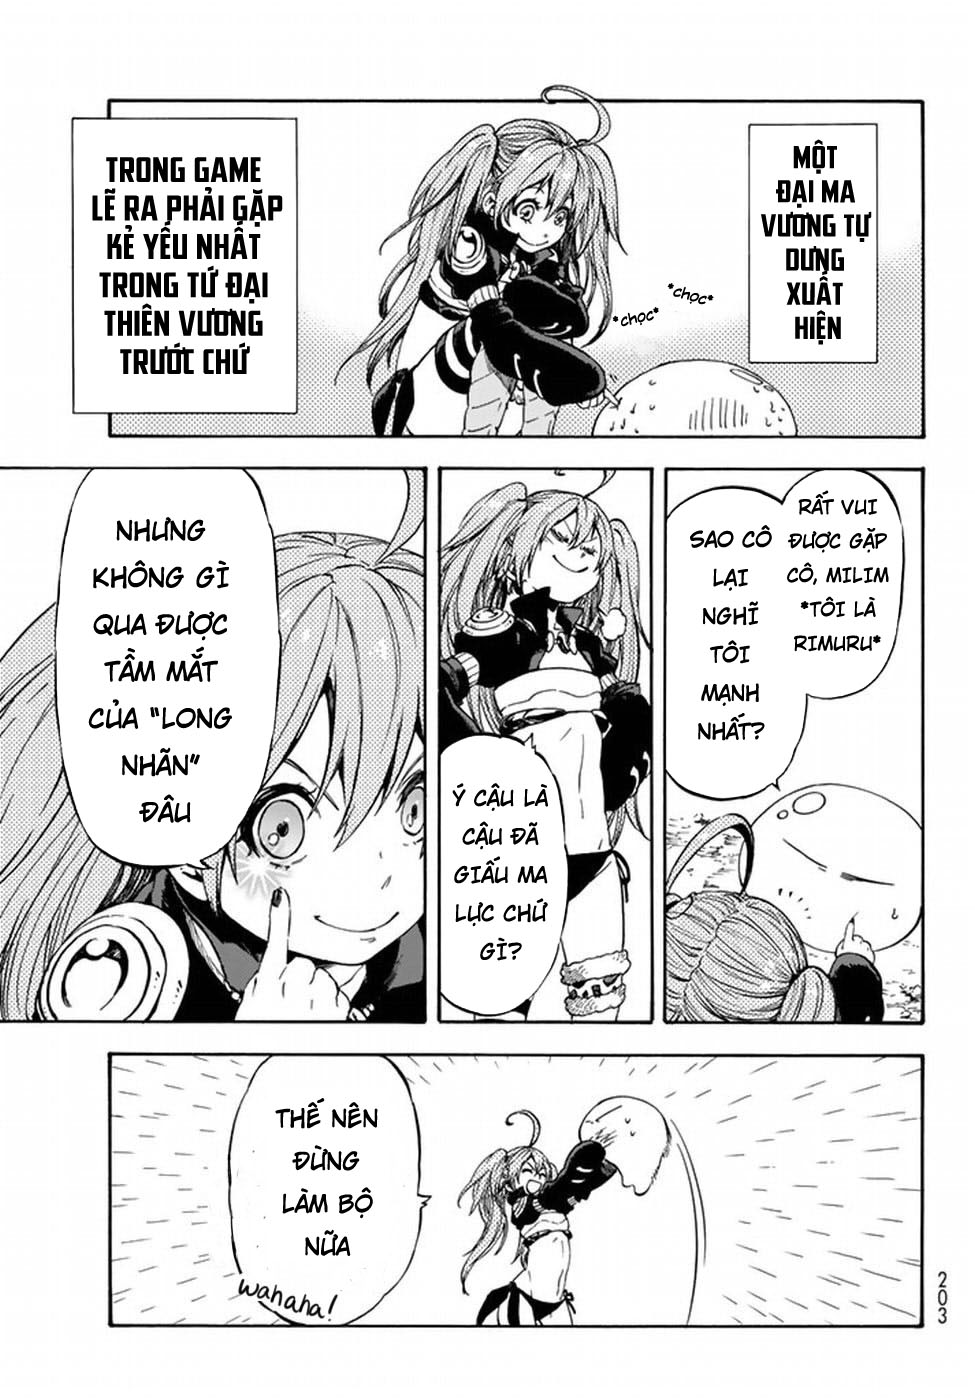 MỘT
ĐẠI MA
VƯƠNG TỰ
DƯNG
XUẤT
HIỆN
*CHỌC*
*CHỌC*
TRONG GAME
LẼ RA PHẢI GẶP
KẺ YẾU NHẤT
TRONG TỨ ĐẠI
THIÊN VƯƠNG
TRƯỚC CHỨ
RẤT VUI
ĐƯỢC GẶP
CÔ, MILIM
*TÔI LÀ
RIMURU*
SAO CÔ
LẠI
NGHĨ
TÔI
MẠNH
NHẤT?
Ý CẬU LÀ
CẬU ĐÃ
GIẤU MA
LỰC CHỨ
GÌ?
NHƯNG
KHÔNG GÌ
QUA ĐƯỢC
TẦM MẮT
CỦA "LONG
NHÃN"
ĐÂU
THẾ NÊN
ĐỪNG
LÀM BỘ
NỮA
wahaha!
203